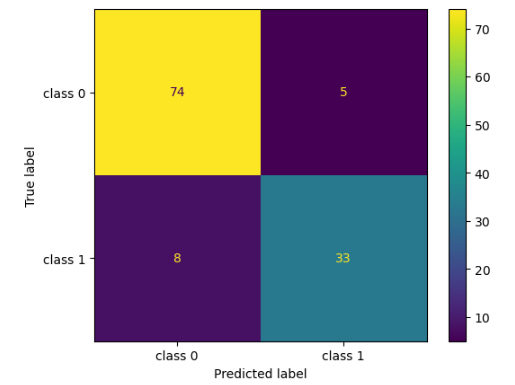 class 0
class 1
True label
74
5
8
33
class 0
class 1
Predicted label
70
60
50
40
30
20
10